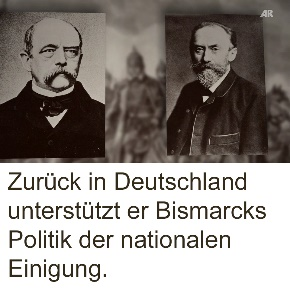 AR
Zurück in Deutschland
unterstützt er Bismarcks
Politik der nationalen
Einigung.